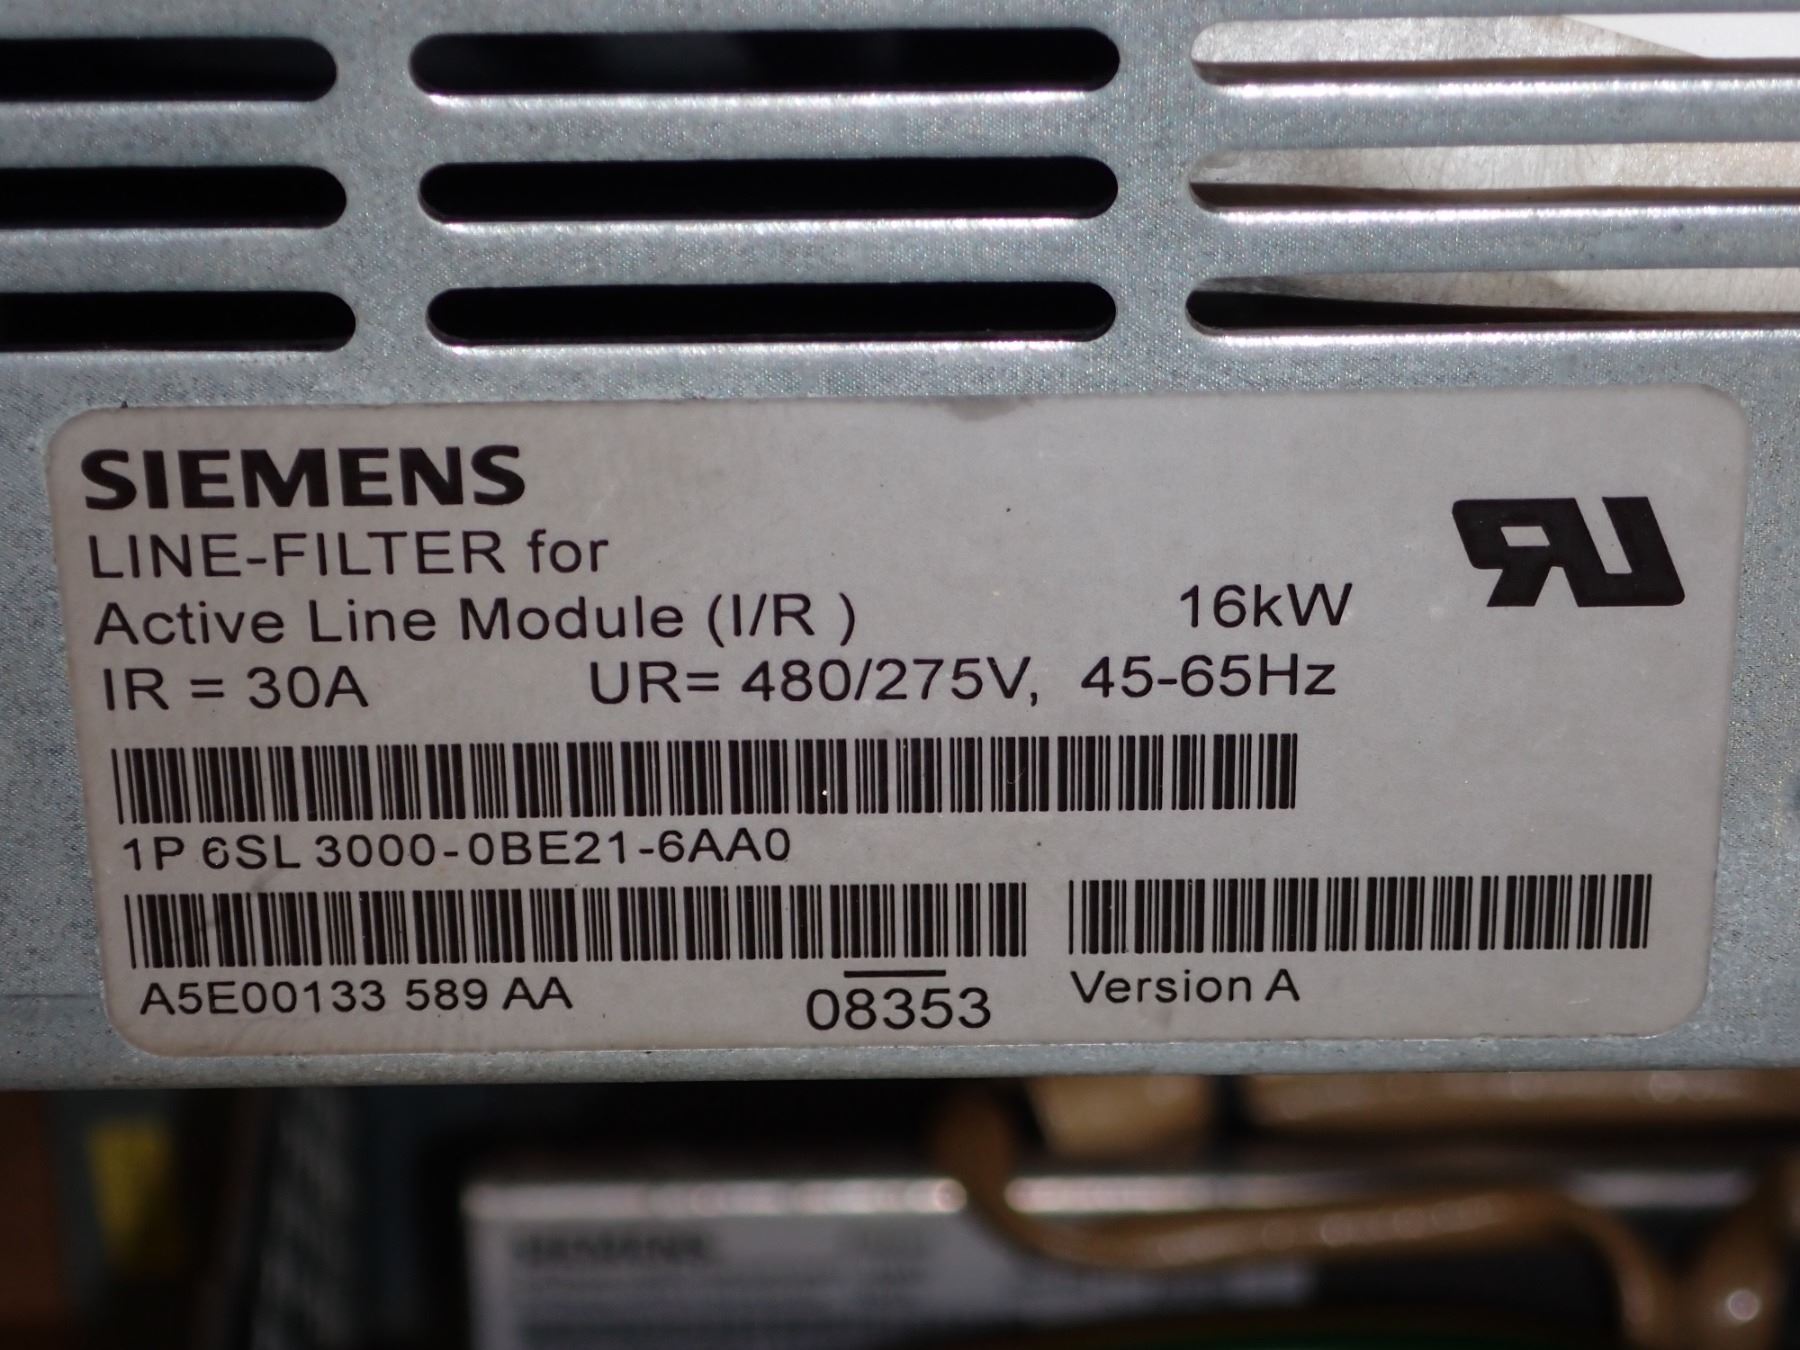 SIEMENS
LINE-FILTER for
Active Line Module (I/R ) 16kW
IR = 30A UR= 480/275V, 45-65Hz
1P 6SL 3000-0BE21-6AA0
A5E00133 589 AA 08353 Version A